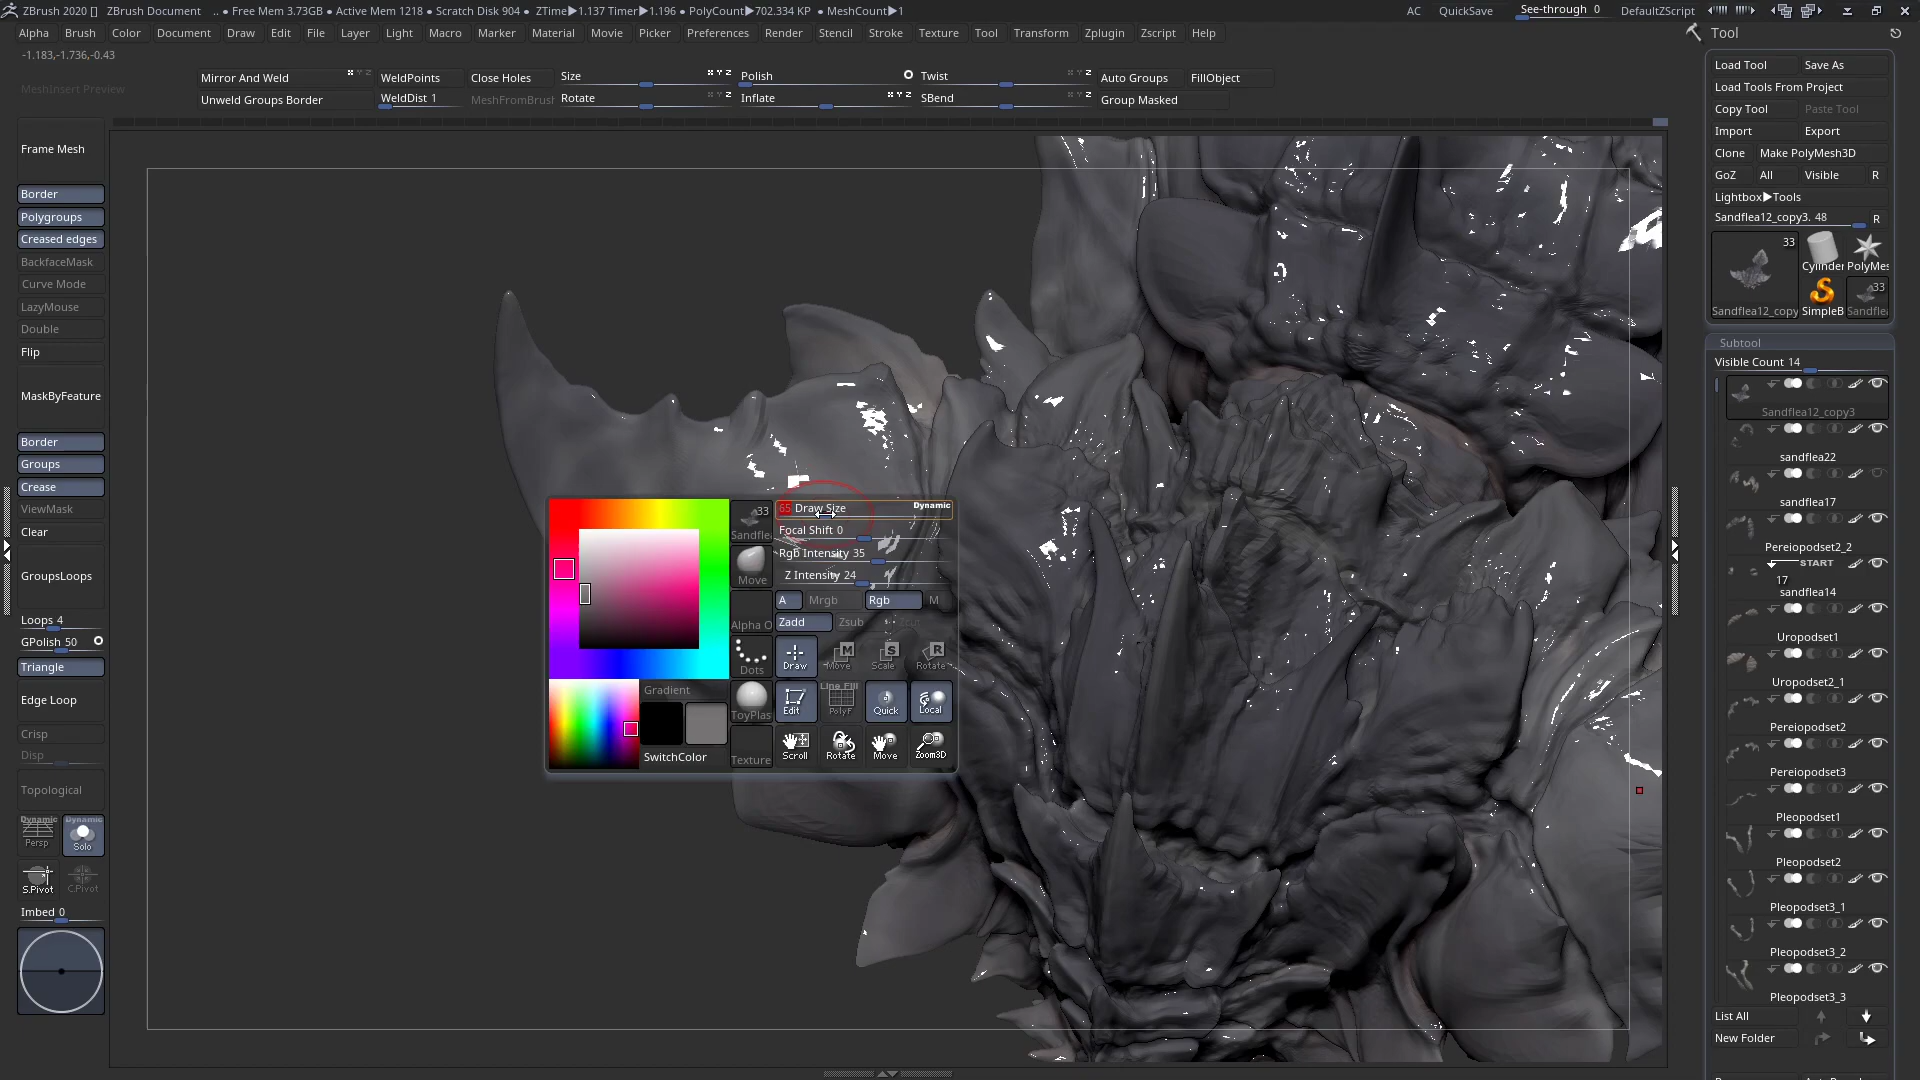 ZBrush 2020 [] ZBrush Document .. • Free Mem 3.73GB • Active Mem 1218 • Scratch Disk 904 • ZTime▶1.137 Timer▶1.196 • PolyCount▶702.334 KP • MeshCount▶1 AC QuickSave See-through 0 DefaultZScript
Alpha Brush Color Document Draw Edit File Layer Light Macro Marker Material Movie Picker Preferences Render Stencil Stroke Texture Tool Transform Zplugin Zscript Help
-1.183,-1.736,-0.43
MeshInsert Preview
Mirror And Weld WeldPoints Close Holes Size Polish Twist Auto Groups FillObject
Unweld Groups Border WeldDist 1 MeshFromBrush Rotate Inflate SBend Group Masked
Frame Mesh
Border
Polygroups
Creased edges
BackfaceMask
Curve Mode
LazyMouse
Double
Flip
MaskByFeature
Border
Groups
Crease
ViewMask
Clear
GroupsLoops
Loops 4
GPolish 50
Triangle
Edge Loop
Crisp
Disp
Topological
Dynamic Dynamic
Persp Solo
S.Pivot C.Pivot
Imbed 0
33
Sandfle
Move
Alpha O
Dots
ToyPlas
Texture
65 Draw Size Dynamic
Focal Shift 0
Rgb Intensity 35
Z Intensity 24
A Mrgb Rgb M
Zadd Zsub Zcut
M S R
Draw Move Scale Rotate
Line Fill
Edit PolyF Quick Local
Scroll Rotate Move Zoom3D
Gradient
SwitchColor
Tool
Load Tool Save As
Load Tools From Project
Copy Tool Paste Tool
Import Export
Clone Make PolyMesh3D
GoZ All Visible R
Lightbox▶Tools
Sandflea12_copy3. 48 R
33
Cylinder PolyMes
33
Sandflea12_copy SimpleB Sandflea
Subtool
Visible Count 14
Sandflea12_copy3
sandflea22
sandflea17
Pereiopodset2_2
START
17
sandflea14
Uropodset1
Uropodset2_1
Pereiopodset2
Pereiopodset3
Pleopodset1
Pleopodset2
Pleopodset3_1
Pleopodset3_2
Pleopodset3_3
List All
New Folder